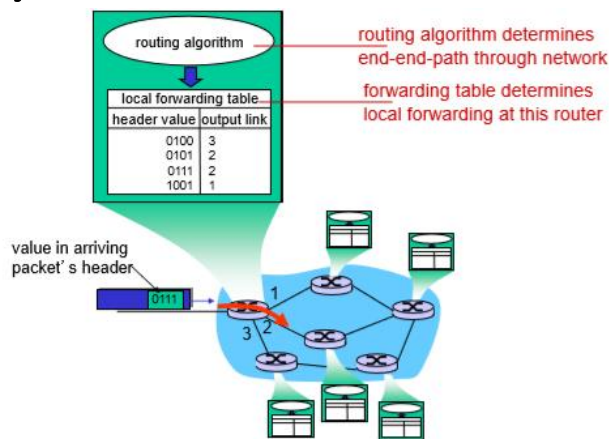 routing algorithm
routing algorithm determines
end-end-path through network
local forwarding table
forwarding table determines
local forwarding at this router
header value output link
0100 3
0101 2
0111 2
1001 1
value in arriving
packet's header
0111
1
2
3